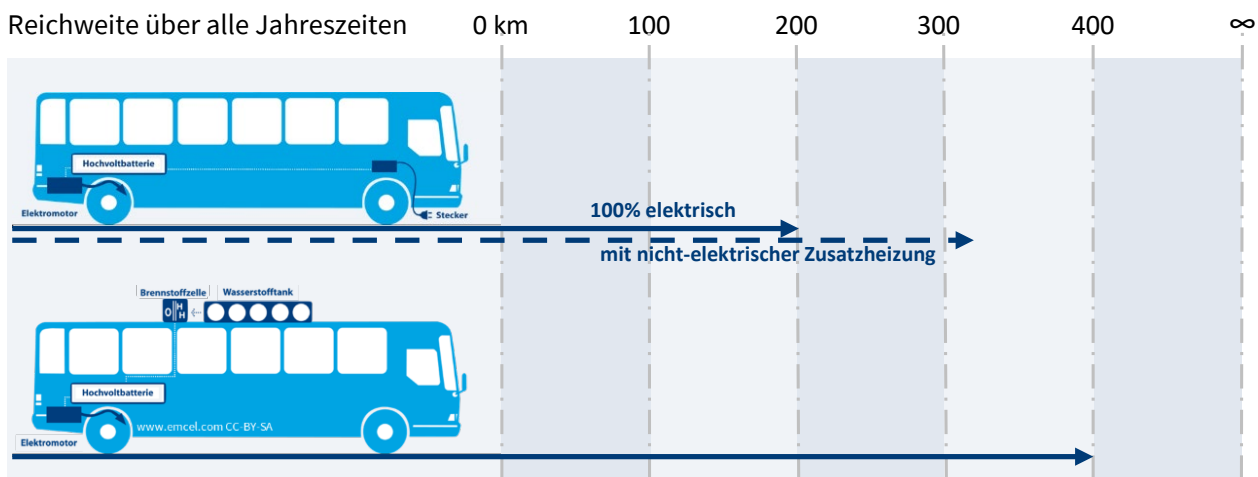 Reichweite über alle Jahreszeiten 0 km 100 200 300 400 ∞
Hochvoltbatterie
Elektromotor
Stecker
100% elektrisch
mit nicht-elektrischer Zusatzheizung
Brennstoffzelle Wasserstofftank
O H H
Hochvoltbatterie
www.emcel.com CC-BY-SA
Elektromotor